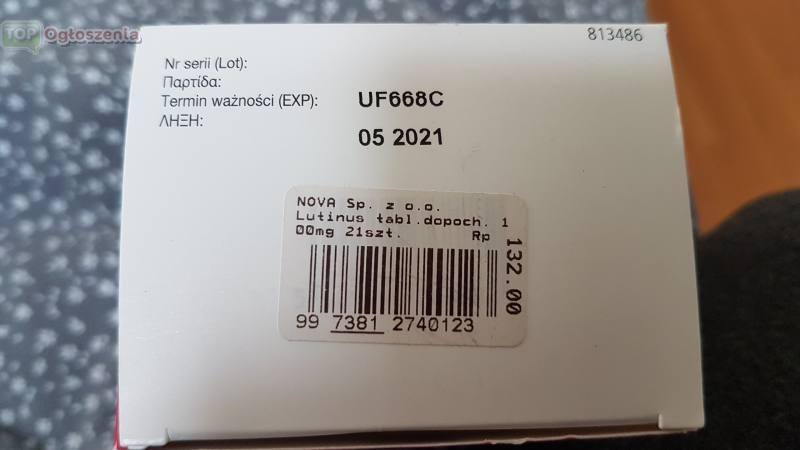 TOP Ogłoszenia
813486
Nr serii (Lot):
Παρτίδα:
Termin ważności (EXP): UF668C
ΛΗΞΗ:
05 2021
NOVA Sp. z o.o.
Lutinus tabl.dopoch. 1
00mg 21szt. Rp
132.00
99 7381 2740123